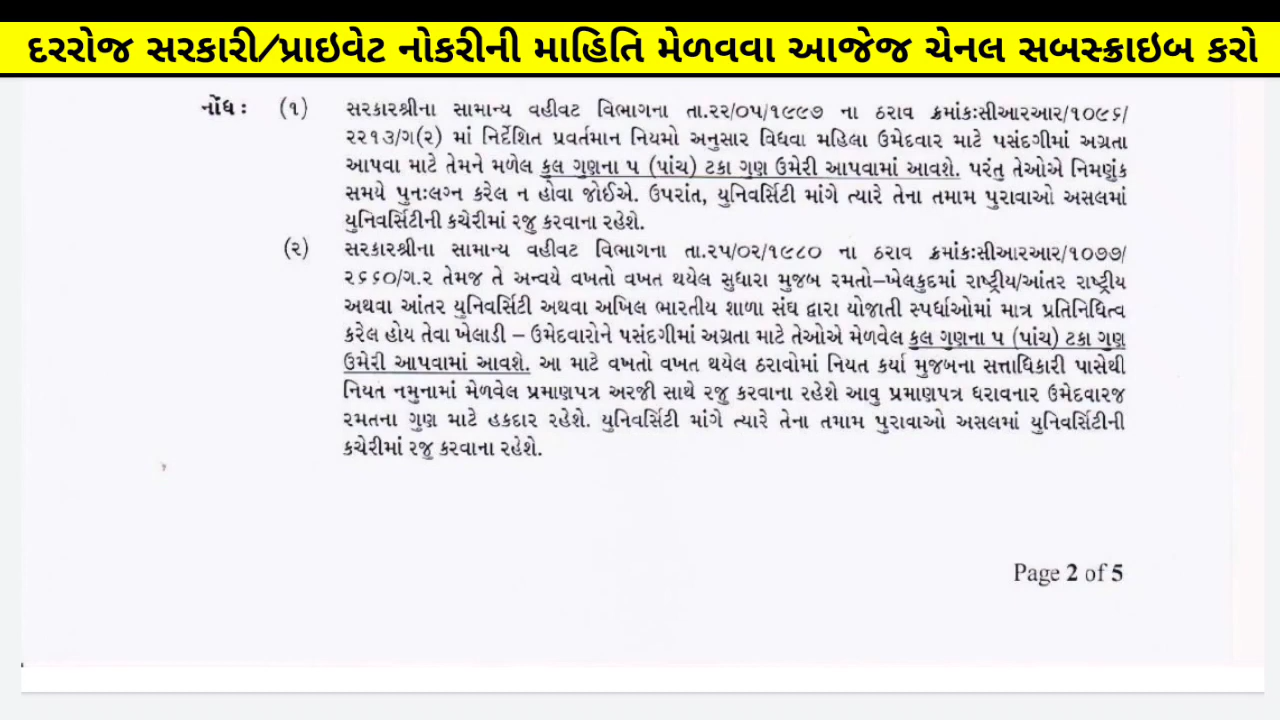 દરરોજ સરકારી/પ્રાઇવેટ નોકરીની માહિતિ મેળવવા આજેજ ચેનલ સબસ્ક્રાઇબ કરો
નોંધ : (૧) સરકારશ્રીના સામાન્ય વહીવટ વિભાગના તા.૨૨/૦૫/૧૯૯૭ ના ઠરાવ ક્રમાંકઃસીઆરઆર/૧૦૯૬/
૨૨૧૩/ગ(૨) માં નિર્દેશિત પ્રવર્તમાન નિયમો અનુસાર વિધવા મહિલા ઉમેદવાર માટે પસંદગીમાં અગ્રતા
આપવા માટે તેમને મળેલ કુલ ગુણના ૫ (પાંચ) ટકા ગુણ ઉમેરી આપવામાં આવશે. પરંતુ તેઓએ નિમણુંક
સમયે પુનઃલગ્ન કરેલ ન હોવા જોઈએ. ઉપરાંત, યુનિવર્સિટી માંગે ત્યારે તેના તમામ પુરાવાઓ અસલમાં
યુનિવર્સિટીની કચેરીમાં રજુ કરવાના રહેશે.
(૨) સરકારશ્રીના સામાન્ય વહીવટ વિભાગના તા.૨૫/૦૨/૧૯૮૦ ના ઠરાવ ક્રમાંકઃસીઆરઆર/૧૦૭૭/
૨૬૬૦/ગ.૨ તેમજ તે અન્વયે વખતો વખત થયેલ સુધારા મુજબ રમતો–ખેલકુદમાં રાષ્ટ્રીય/આંતર રાષ્ટ્રીય
અથવા આંતર યુનિવર્સિટી અથવા અખિલ ભારતીય શાળા સંઘ દ્વારા યોજાતી સ્પર્ધાઓમાં માત્ર પ્રતિનિધિત્વ
કરેલ હોય તેવા ખેલાડી – ઉમેદવારોને પસંદગીમાં અગ્રતા માટે તેઓએ મેળવેલ કુલ ગુણના ૫ (પાંચ) ટકા ગુણ
ઉમેરી આપવામાં આવશે. આ માટે વખતો વખત થયેલ ઠરાવોમાં નિયત કર્યા મુજબના સત્તાધિકારી પાસેથી
નિયત નમુનામાં મેળવેલ પ્રમાણપત્ર અરજી સાથે રજુ કરવાના રહેશે આવુ પ્રમાણપત્ર ધરાવનાર ઉમેદવારજ
રમતના ગુણ માટે હકદાર રહેશે. યુનિવર્સિટી માંગે ત્યારે તેના તમામ પુરાવાઓ અસલમાં યુનિવર્સિટીની
કચેરીમાં રજુ કરવાના રહેશે.
Page 2 of 5